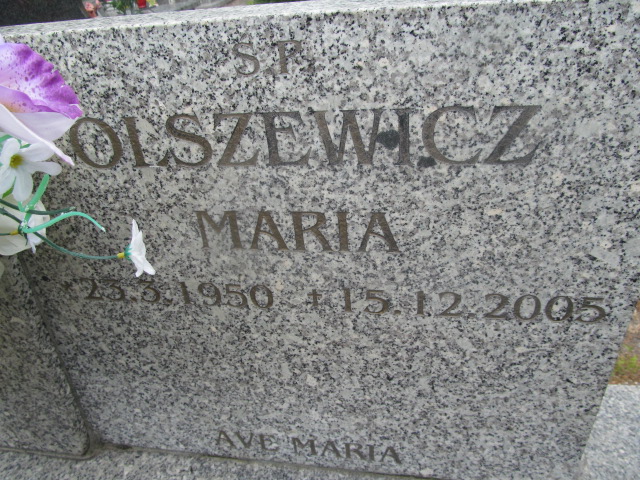 Ś.P.
OLSZEWICZ
MARIA
*23.3.1950 +15.12.2005
AVE MARIA